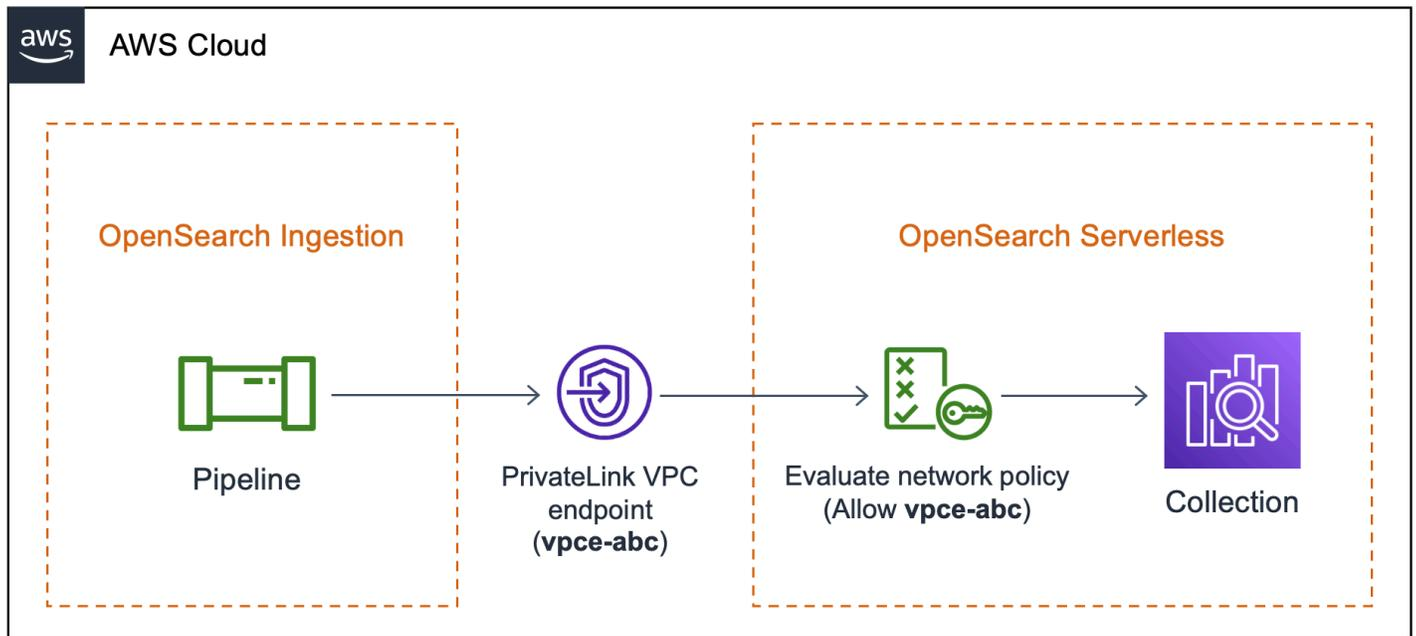 aws
AWS Cloud
OpenSearch Ingestion
OpenSearch Serverless
Pipeline
PrivateLink VPC
endpoint
(vpce-abc)
Evaluate network policy
(Allow vpce-abc)
Collection